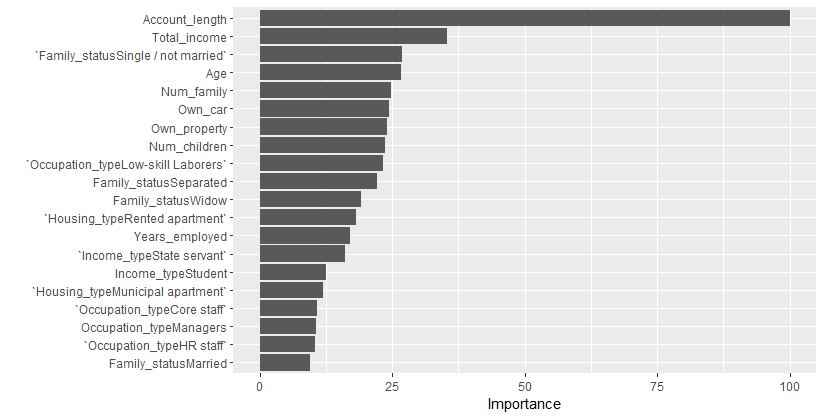 Account_length
Total_income
`Family_statusSingle / not married`
Age
Num_family
Own_car
Own_property
Num_children
`Occupation_typeLow-skill Laborers`
Family_statusSeparated
Family_statusWidow
`Housing_typeRented apartment`
Years_employed
`Income_typeState servant`
Income_typeStudent
`Housing_typeMunicipal apartment`
`Occupation_typeCore staff`
Occupation_typeManagers
`Occupation_typeHR staff`
Family_statusMarried
0 25 50 75 100
Importance